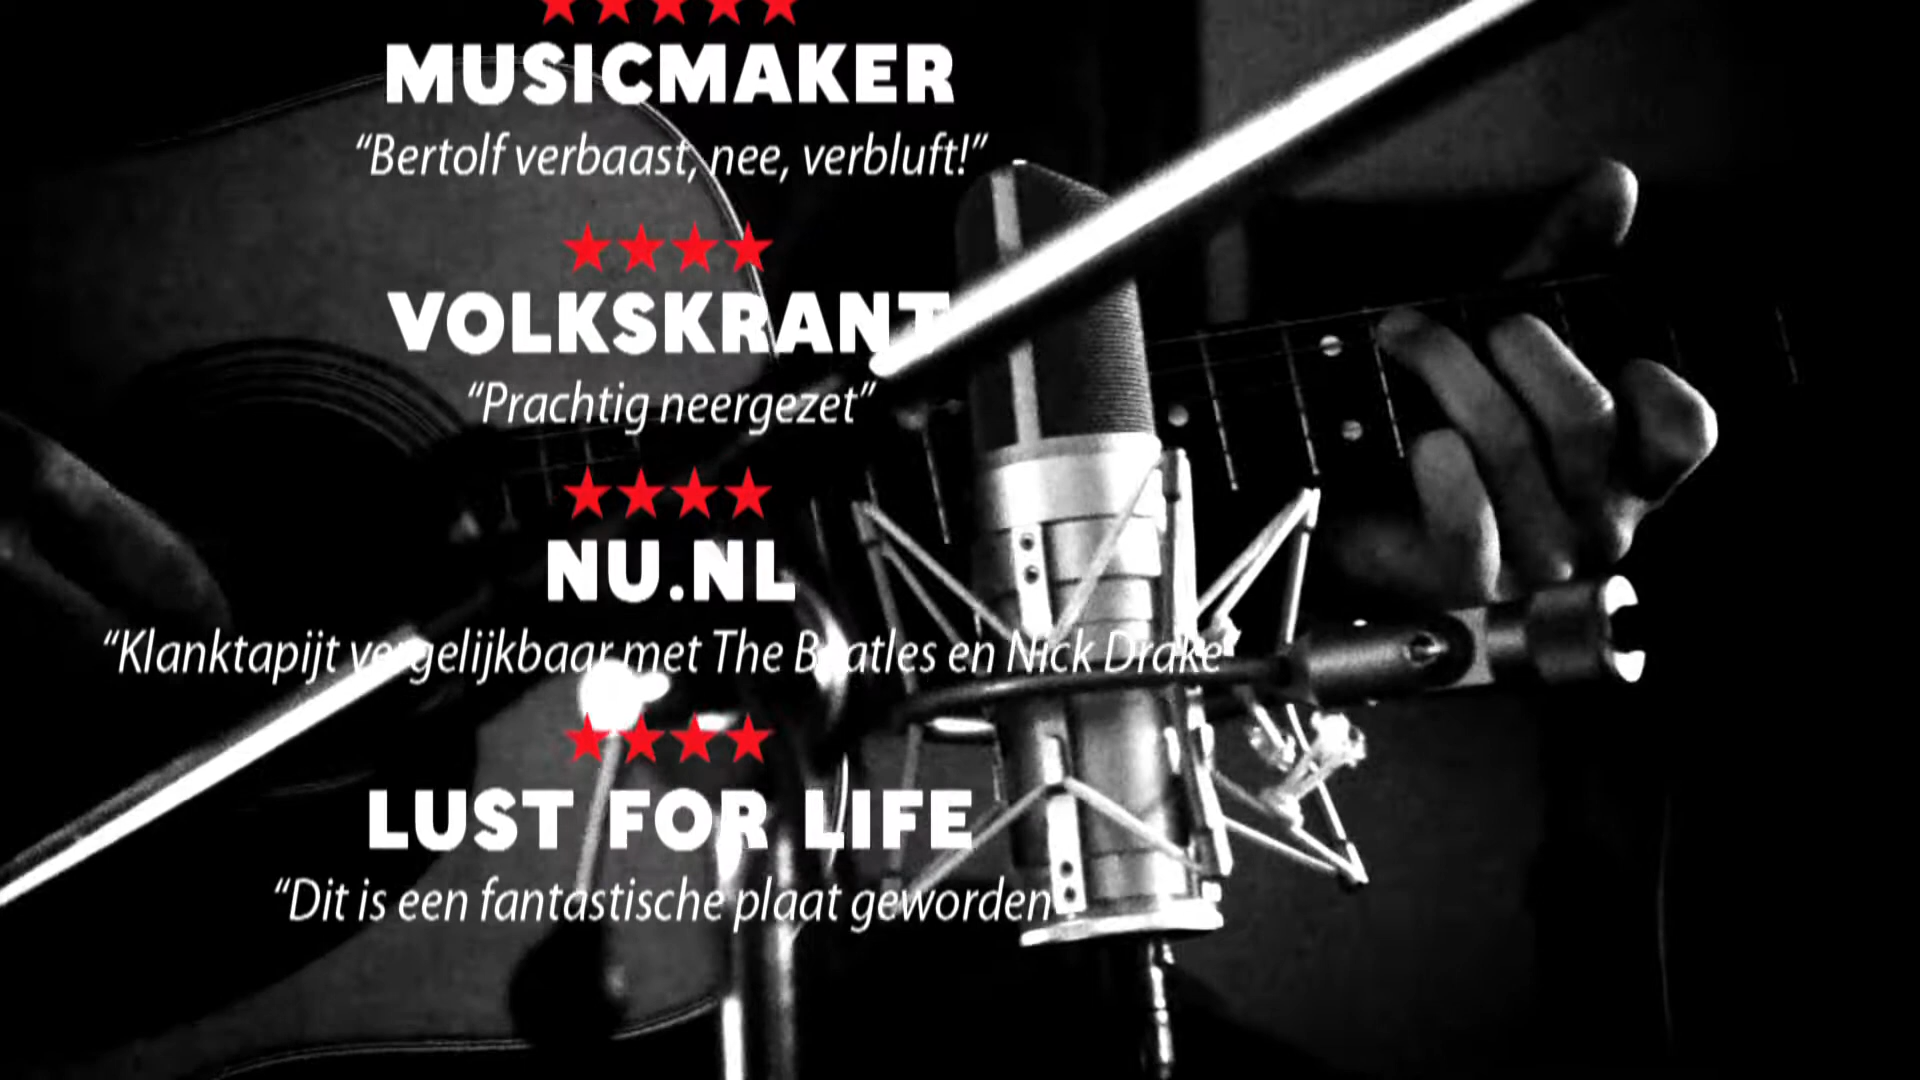 ★★★★★
MUSICMAKER
“Bertolf verbaast, nee, verbluft!”
★★★★
VOLKSKRANT
“Prachtig neergezet”
★★★★
NU.NL
“Klanktapijt vergelijkbaar met The Beatles en Nick Drake”
★★★★
LUST FOR LIFE
“Dit is een fantastische plaat geworden